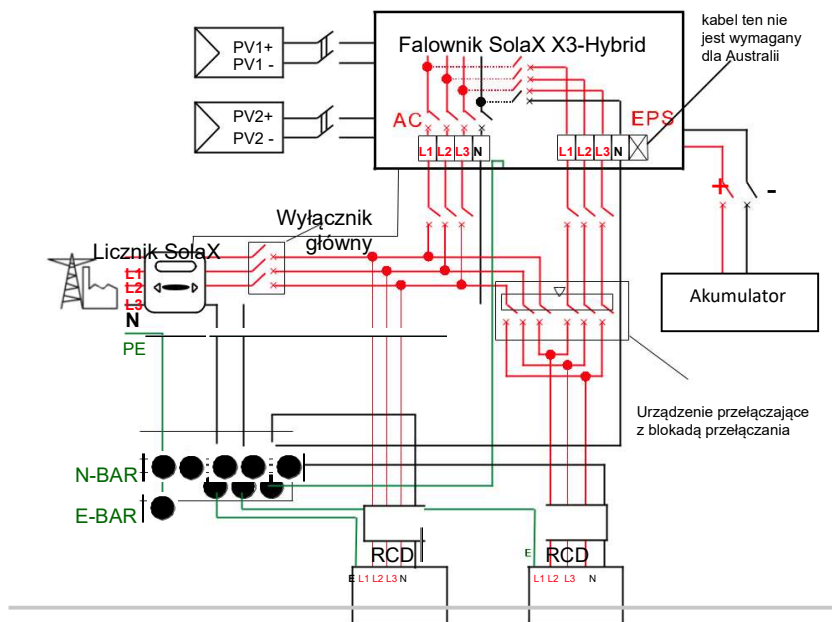 PV1+
PV1 -
PV2+
PV2 -
Falownik SolaX X3-Hybrid
kabel ten nie
jest wymagany
dla Australii
AC
EPS
L1 L2 L3 N
L1 L2 L3 N
+ -
Wyłącznik
główny
Licznik SolaX
L1
L2
L3
N
PE
Akumulator
Urządzenie przełączające
z blokadą przełączania
N-BAR
E-BAR
RCD
E L1 L2 L3 N
RCD
E
L1 L2 L3 N